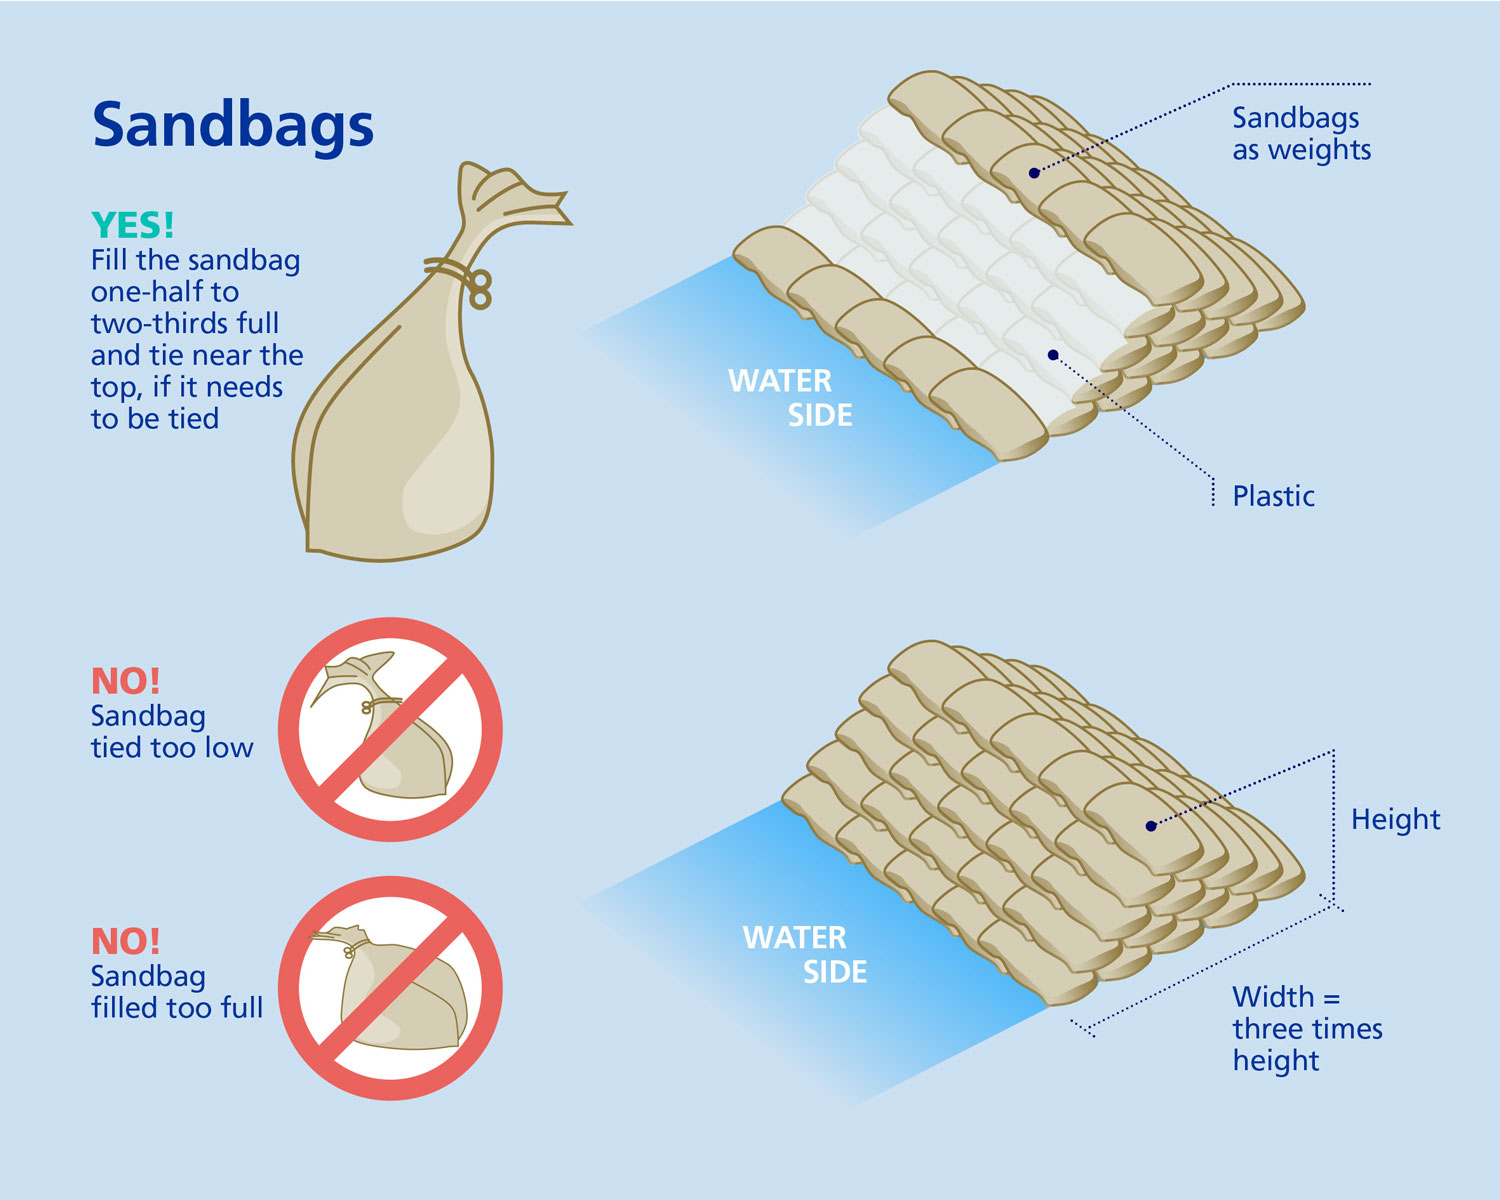 Sandbags
YES!
Fill the sandbag
one-half to
two-thirds full
and tie near the
top, if it needs
to be tied
NO!
Sandbag
tied too low
NO!
Sandbag
filled too full
Sandbags
as weights
WATER
SIDE
Plastic
WATER
SIDE
Height
Width =
three times
height